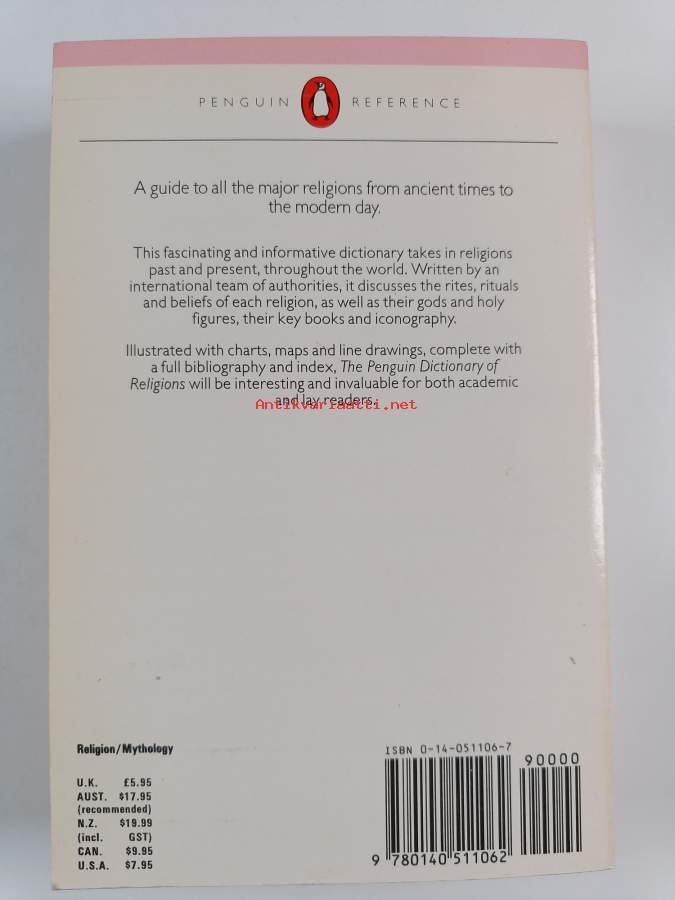 PENGUIN REFERENCE
A guide to all the major religions from ancient times to
the modern day.
This fascinating and informative dictionary takes in religions
past and present, throughout the world. Written by an
international team of authorities, it discusses the rites, rituals
and beliefs of each religion, as well as their gods and holy
figures, their key books and iconography.
Illustrated with charts, maps and line drawings, complete with
a full bibliography and index, The Penguin Dictionary of
Religions will be interesting and invaluable for both academic
and lay readers.
Antikvariaatti.net
Religion/Mythology
U.K. £5.95
AUST. $17.95
(recommended)
N.Z. $19.99
(incl. GST)
CAN. $9.95
U.S.A. $7.95
ISBN 0-14-051106-7
90000
9 780140 511062